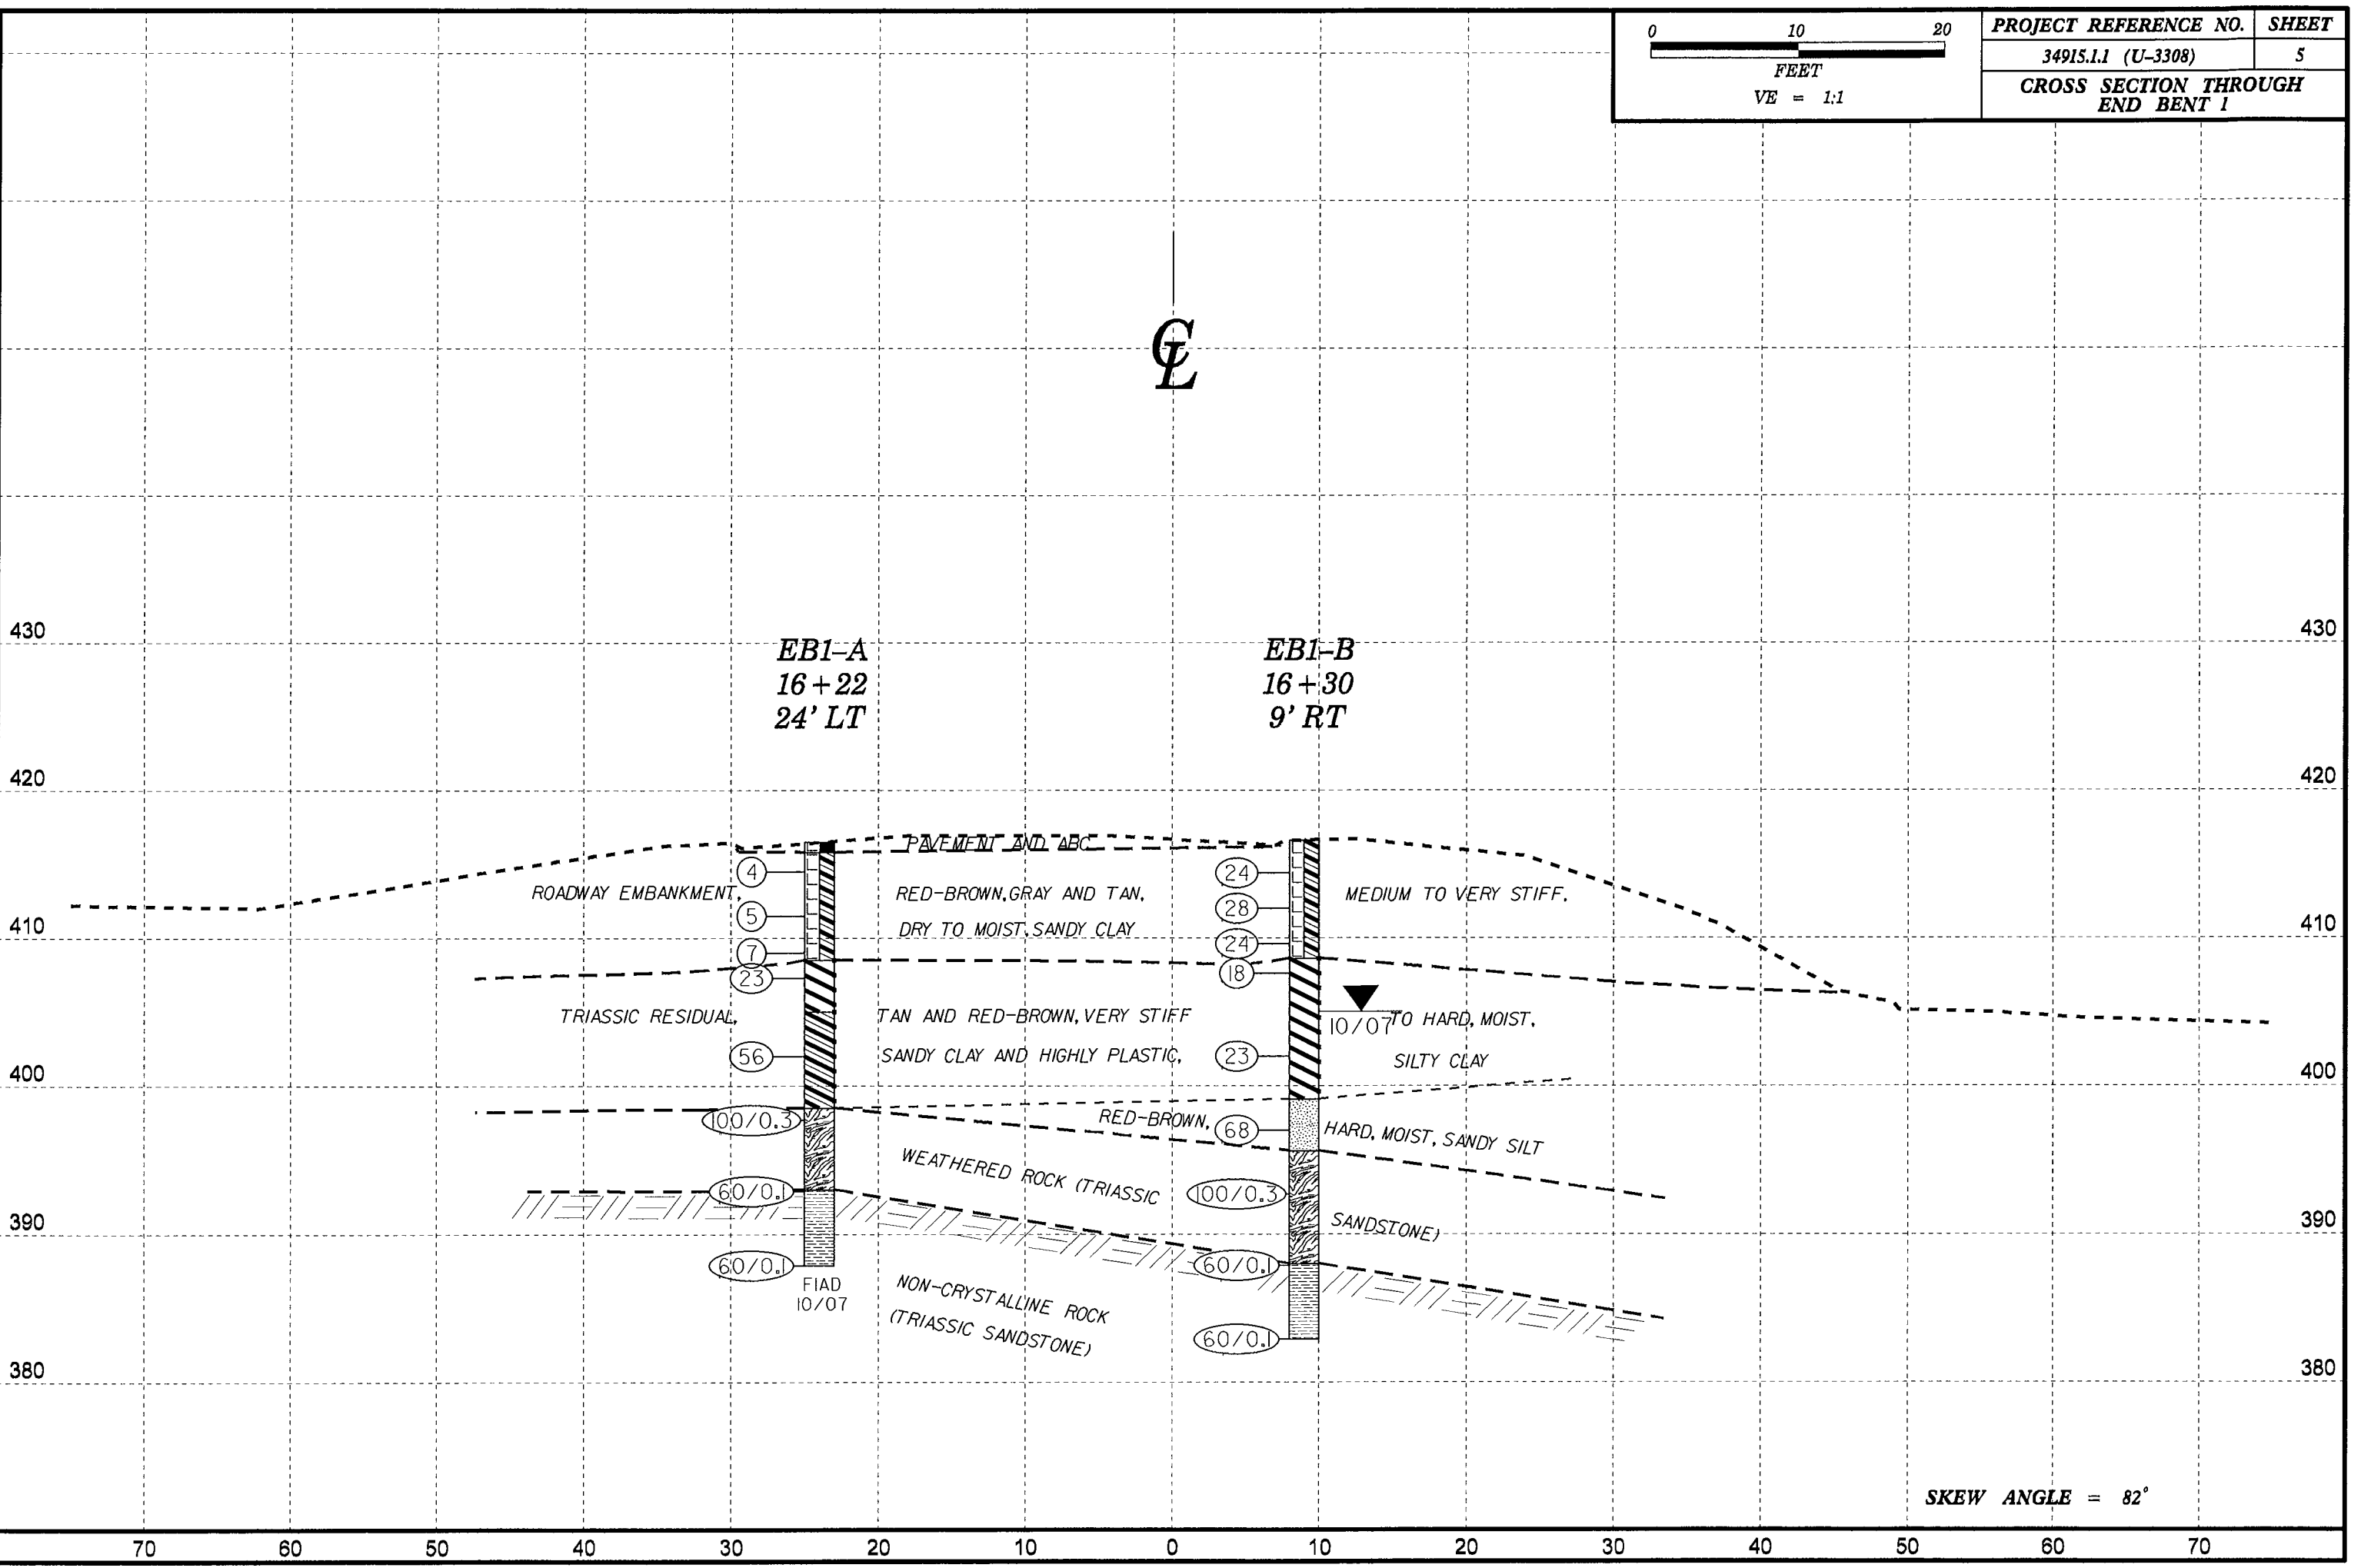 0 10 20
FEET
VE = 1:1
PROJECT REFERENCE NO. SHEET
34915.1.1 (U-3308) 5
CROSS SECTION THROUGH
END BENT 1
CL
430 430
EB1-A EB1-B
16+22 16+30
24' LT 9' RT
420 420
PAVEMENT AND ABC
4 24
ROADWAY EMBANKMENT, RED-BROWN, GRAY AND TAN, MEDIUM TO VERY STIFF,
5 28
DRY TO MOIST, SANDY CLAY
410 410
7 24
23 18
TRIASSIC RESIDUAL, TAN AND RED-BROWN, VERY STIFF 10/07 TO HARD, MOIST,
56 SANDY CLAY AND HIGHLY PLASTIC, 23 SILTY CLAY
400 400
100/0.3 RED-BROWN, 68 HARD, MOIST, SANDY SILT
WEATHERED ROCK (TRIASSIC SANDSTONE)
60/0.1 100/0.3
390 390
60/0.1 60/0.1
FIAD
10/07
NON-CRYSTALLINE ROCK
(TRIASSIC SANDSTONE)
60/0.1
380 380
SKEW ANGLE = 82°
70 60 50 40 30 20 10 0 10 20 30 40 50 60 70